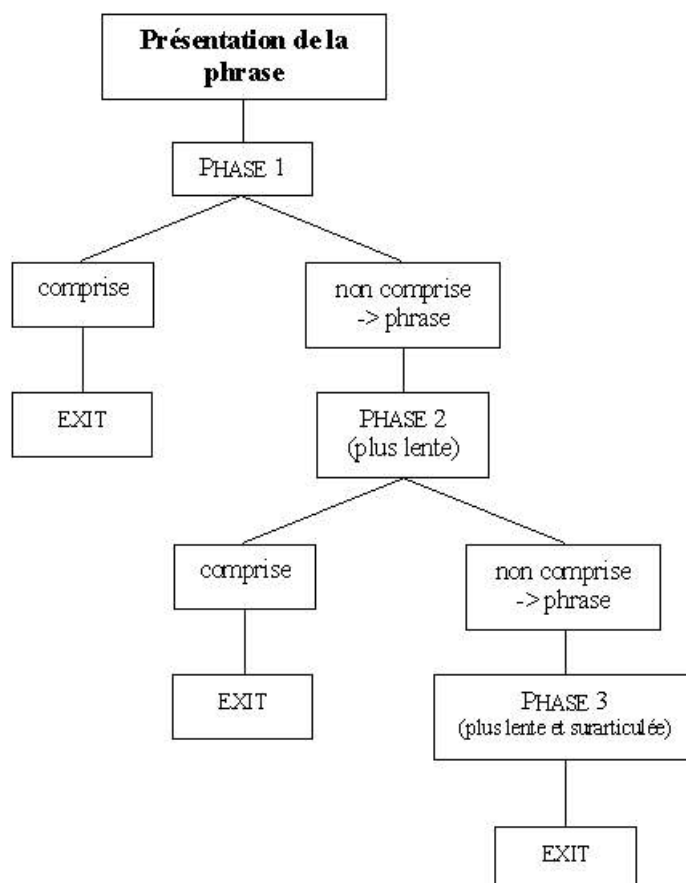 Présentation de la
phrase
PHASE 1
comprise
non comprise
-> phrase
EXIT
PHASE 2
(plus lente)
comprise
non comprise
-> phrase
EXIT
PHASE 3
(plus lente et surarticulée)
EXIT